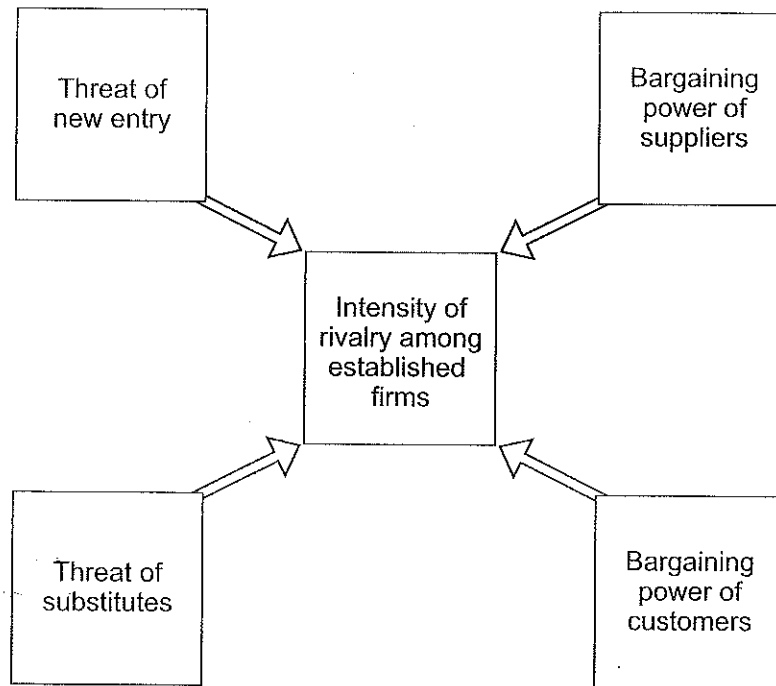 Threat of
new entry
Bargaining
power of
suppliers
Intensity of
rivalry among
established
firms
Threat of
substitutes
Bargaining
power of
customers